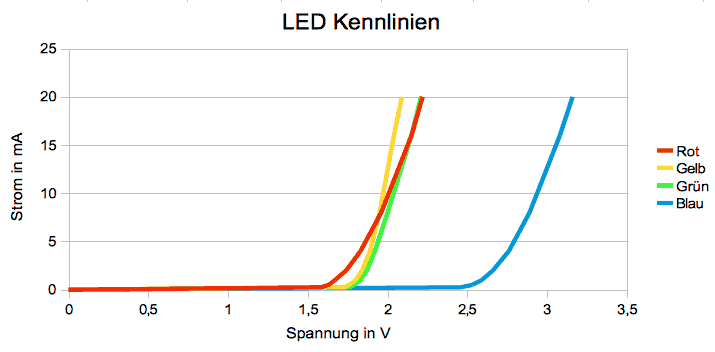 LED Kennlinien
25
20
15
10
5
0
Strom in mA
0 0,5 1 1,5 2 2,5 3 3,5
Spannung in V
Rot
Gelb
Grün
Blau